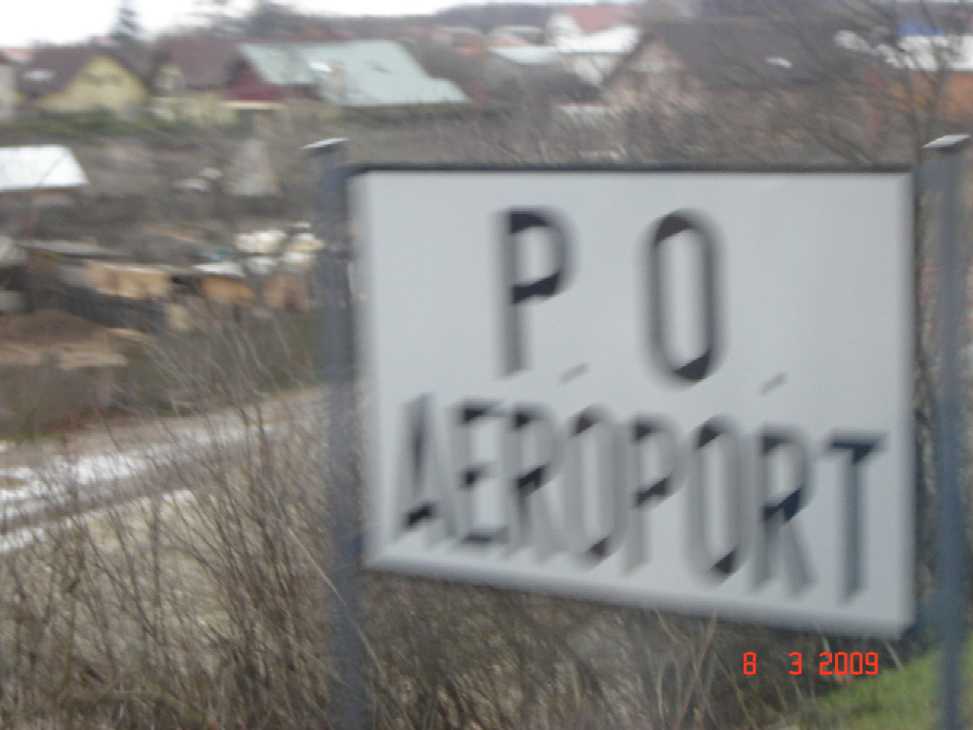 P. O.
AEROPORT
8 3 2009